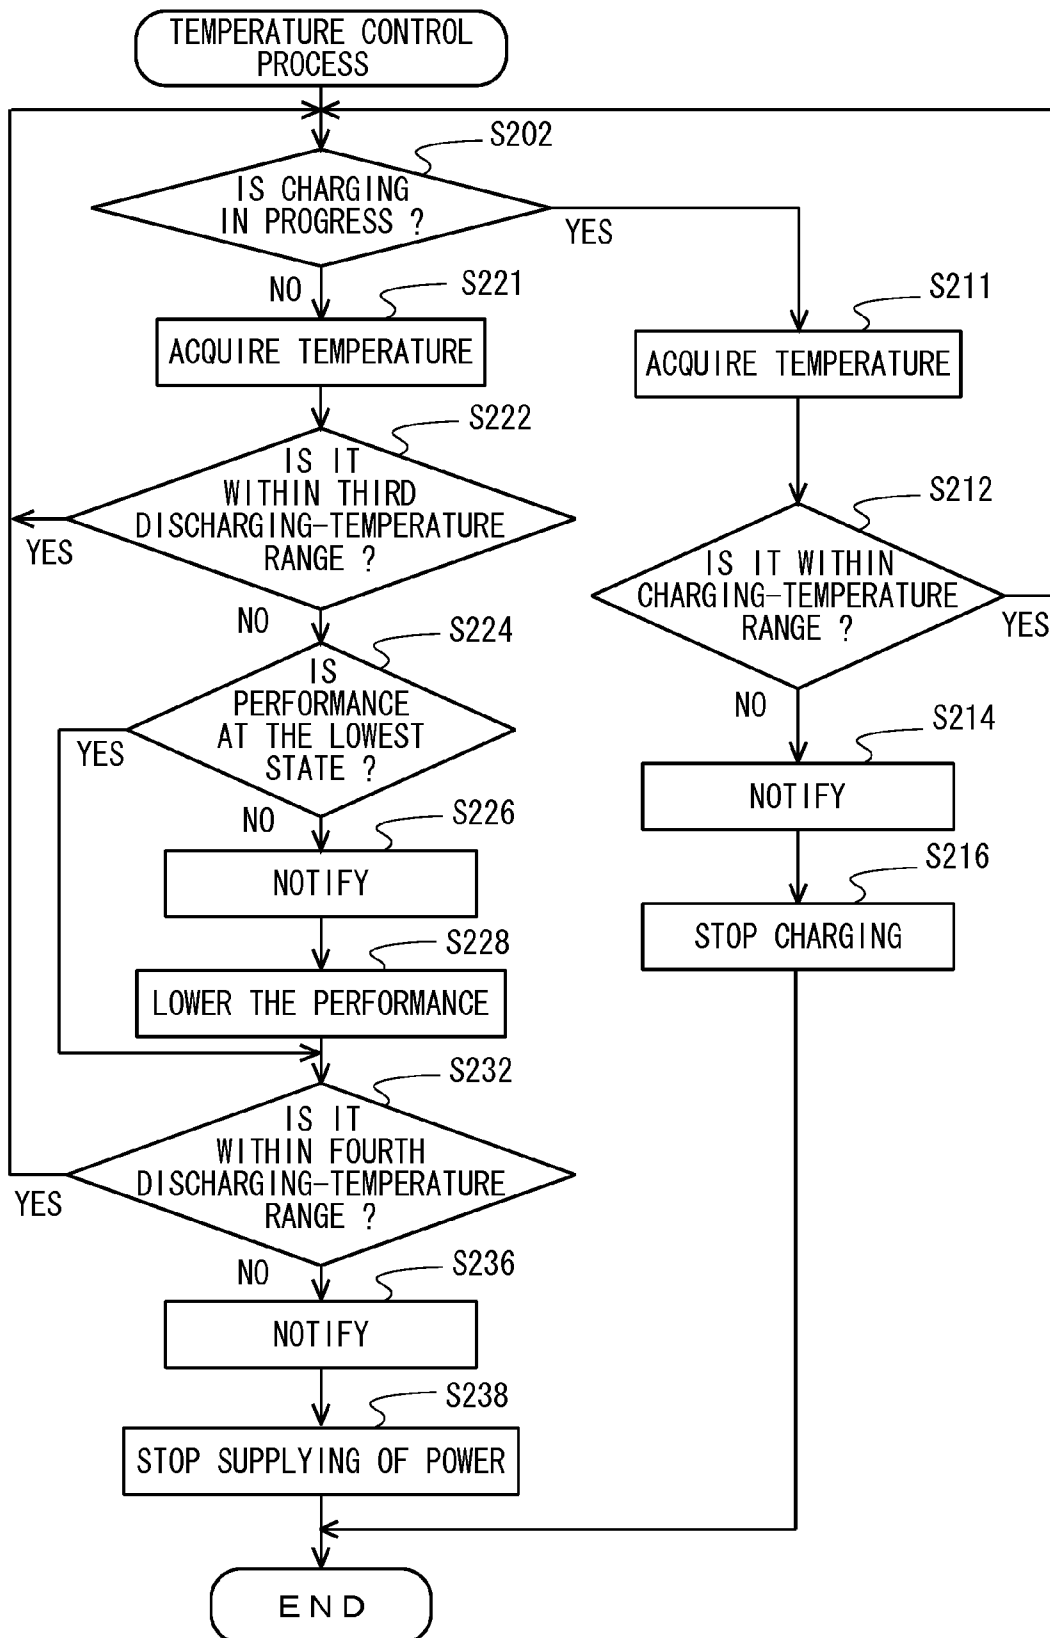 TEMPERATURE CONTROL
PROCESS
S202
IS CHARGING
IN PROGRESS ?
YES
NO
S221
ACQUIRE TEMPERATURE
S211
ACQUIRE TEMPERATURE
S222
IS IT
WITHIN THIRD
DISCHARGING-TEMPERATURE
RANGE ?
YES
NO
S212
IS IT WITHIN
CHARGING-TEMPERATURE
RANGE ?
YES
NO
S224
IS
PERFORMANCE
AT THE LOWEST
STATE ?
YES
NO
S214
NOTIFY
S226
NOTIFY
S216
STOP CHARGING
S228
LOWER THE PERFORMANCE
S232
IS IT
WITHIN FOURTH
DISCHARGING-TEMPERATURE
RANGE ?
YES
NO
S236
NOTIFY
S238
STOP SUPPLYING OF POWER
END